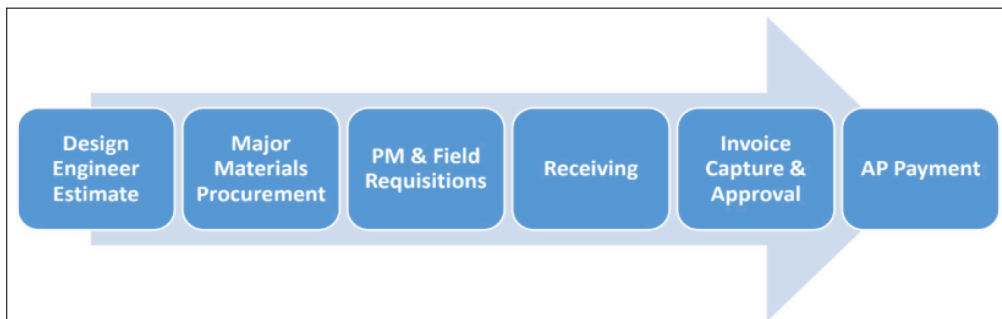 Design
Engineer
Estimate
Major
Materials
Procurement
PM & Field
Requisitions
Receiving
Invoice
Capture &
Approval
AP Payment